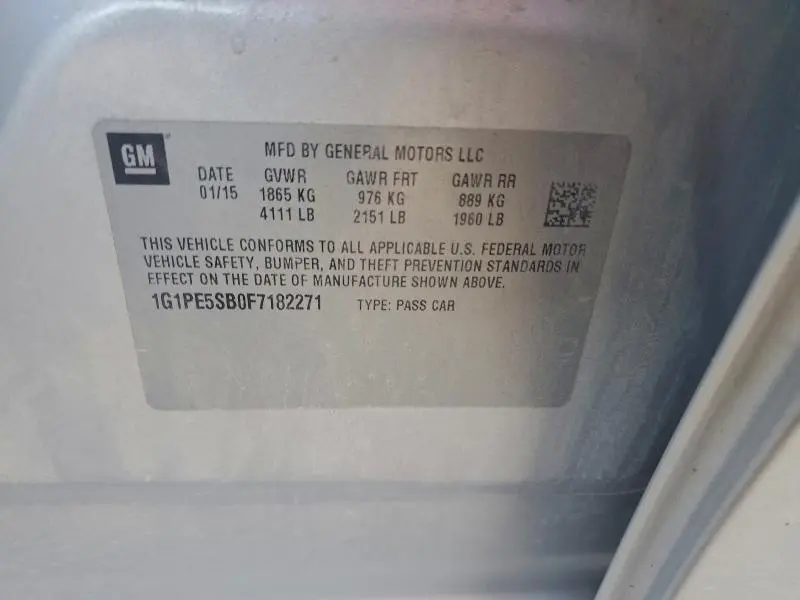 GM
MFD BY GENERAL MOTORS LLC
DATE GVWR GAWR FRT GAWR RR
01/15 1865 KG 976 KG 889 KG
4111 LB 2151 LB 1960 LB
THIS VEHICLE CONFORMS TO ALL APPLICABLE U.S. FEDERAL MOTOR
VEHICLE SAFETY, BUMPER, AND THEFT PREVENTION STANDARDS IN
EFFECT ON THE DATE OF MANUFACTURE SHOWN ABOVE.
1G1PE5SB0F7182271 TYPE: PASS CAR